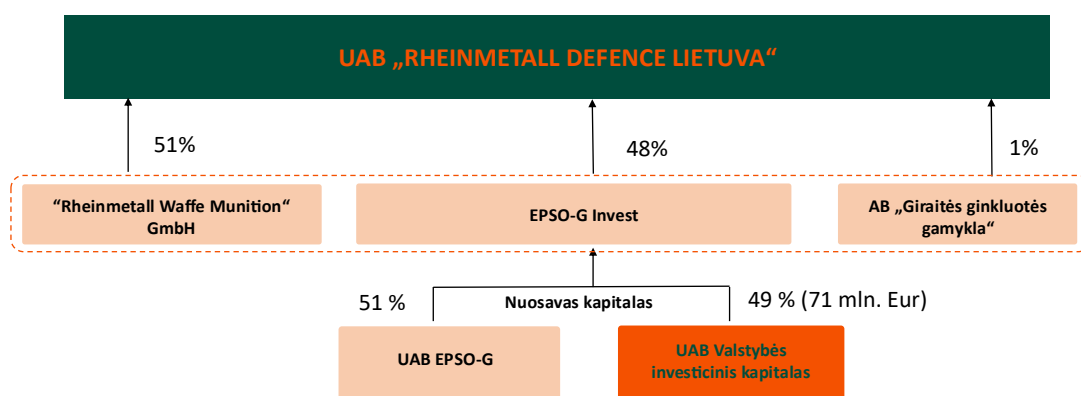 UAB „RHEINMETALL DEFENCE LIETUVA“
51%
48%
1%
“Rheinmetall Waffe Munition“
GmbH
EPSO-G Invest
AB „Giraitės ginkluotės
gamykla“
51 %
Nuosavas kapitalas
49 % (71 mln. Eur)
UAB EPSO-G
UAB Valstybės
investicinis kapitalas